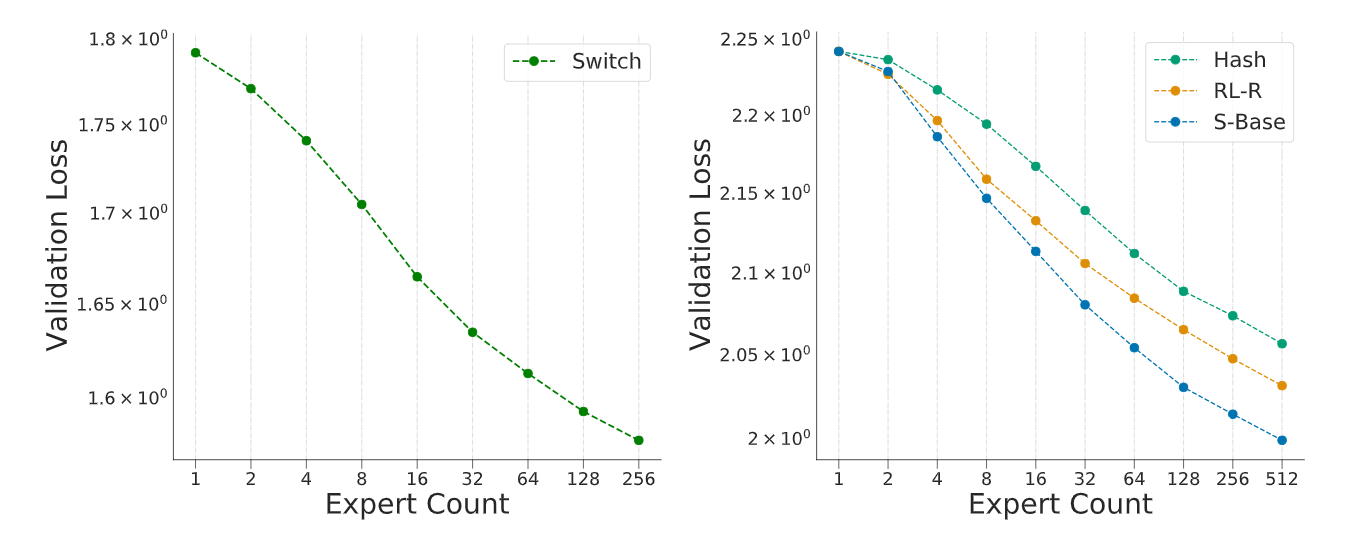 1.8 × 10⁰
1.75 × 10⁰
1.7 × 10⁰
1.65 × 10⁰
1.6 × 10⁰
Validation Loss
Switch
1 2 4 8 16 32 64 128 256
Expert Count
2.25 × 10⁰
2.2 × 10⁰
2.15 × 10⁰
2.1 × 10⁰
2.05 × 10⁰
2 × 10⁰
Validation Loss
Hash
RL-R
S-Base
1 2 4 8 16 32 64 128 256 512
Expert Count